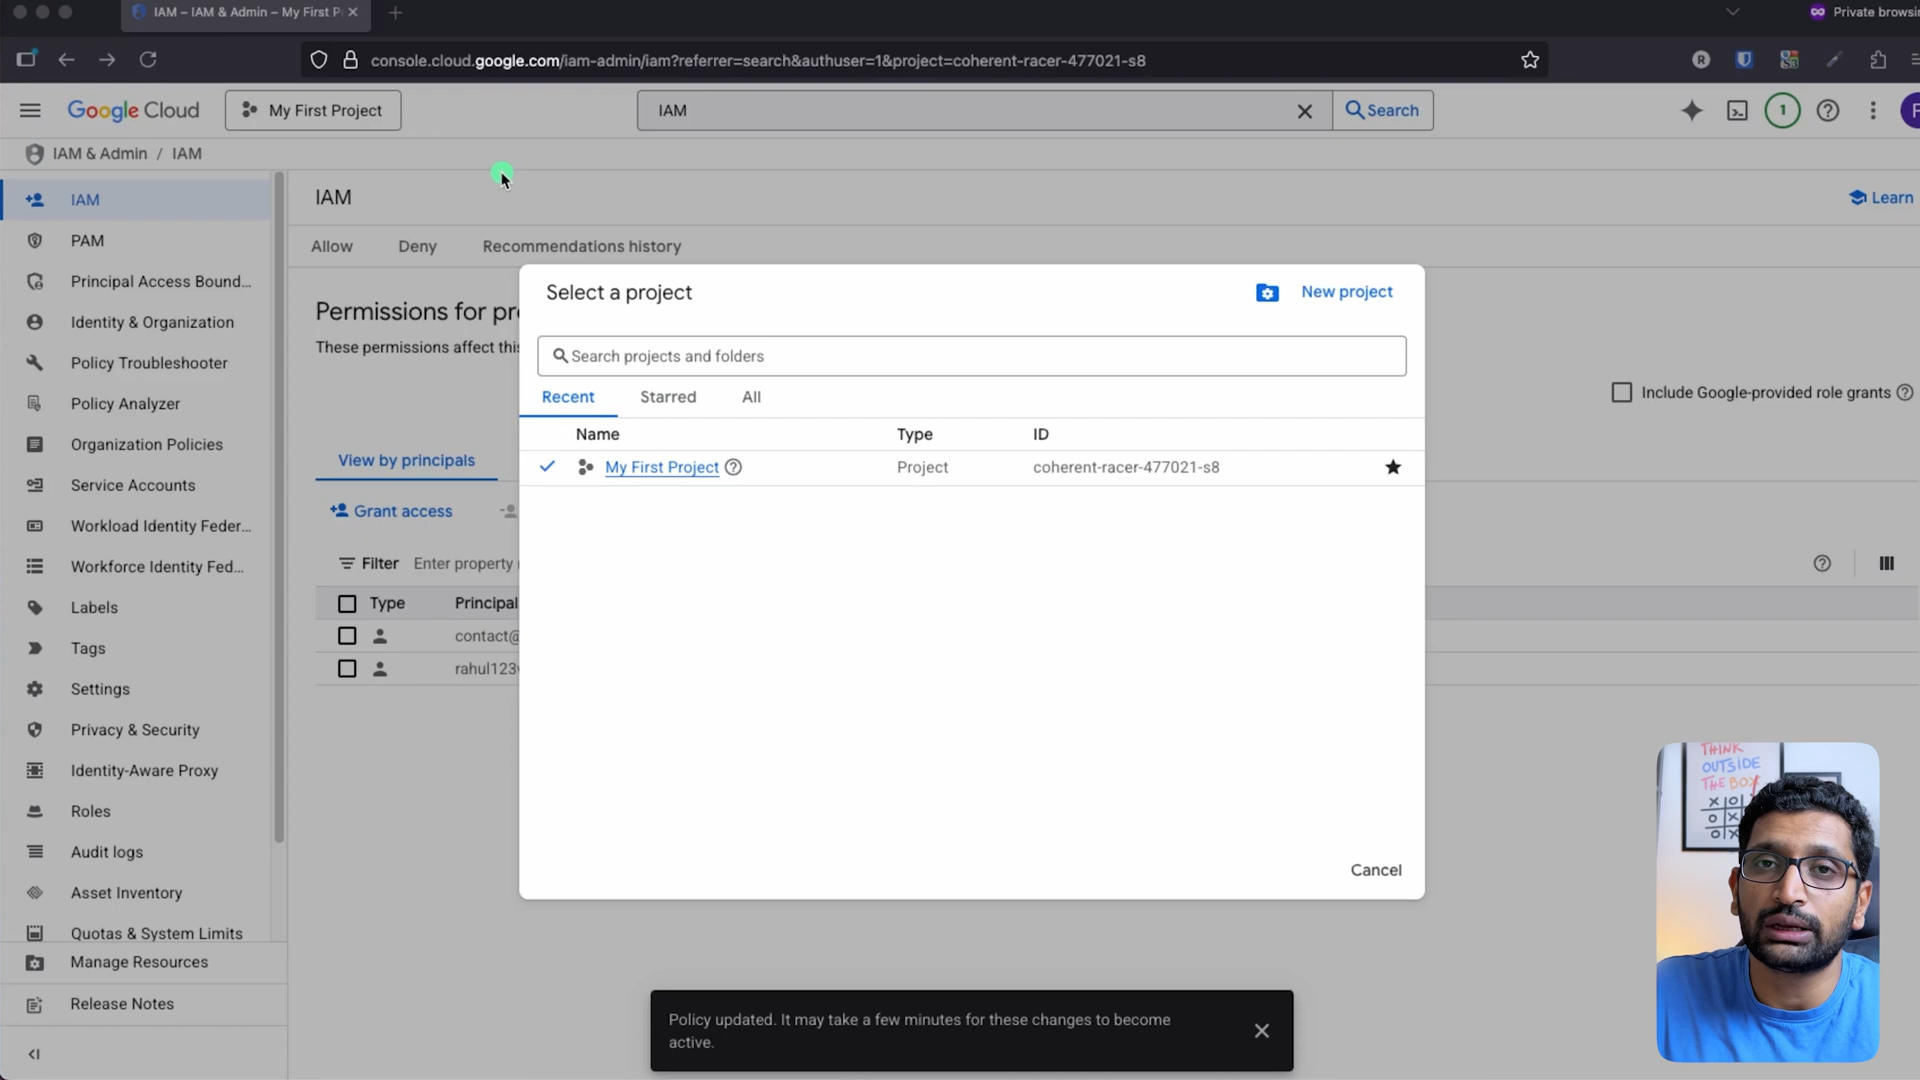 IAM – IAM & Admin – My First P
Private browsi
console.cloud.google.com/iam-admin/iam?referrer=search&authuser=1&project=coherent-racer-477021-s8
R
Google Cloud
My First Project
IAM
Search
1
F
IAM & Admin / IAM
IAM
PAM
Principal Access Bound...
Identity & Organization
Policy Troubleshooter
Policy Analyzer
Organization Policies
Service Accounts
Workload Identity Feder...
Workforce Identity Fed...
Labels
Tags
Settings
Privacy & Security
Identity-Aware Proxy
Roles
Audit logs
Asset Inventory
Quotas & System Limits
Manage Resources
Release Notes
IAM
Learn
Allow Deny Recommendations history
Permissions for pr
These permissions affect this
Include Google-provided role grants
View by principals
Grant access
Filter Enter property
Type Principal
contact@
rahul123
Select a project
New project
Search projects and folders
Recent Starred All
Name Type ID
My First Project Project coherent-racer-477021-s8
Cancel
Policy updated. It may take a few minutes for these changes to become
active.
THINK
OUTSIDE
THE BOX